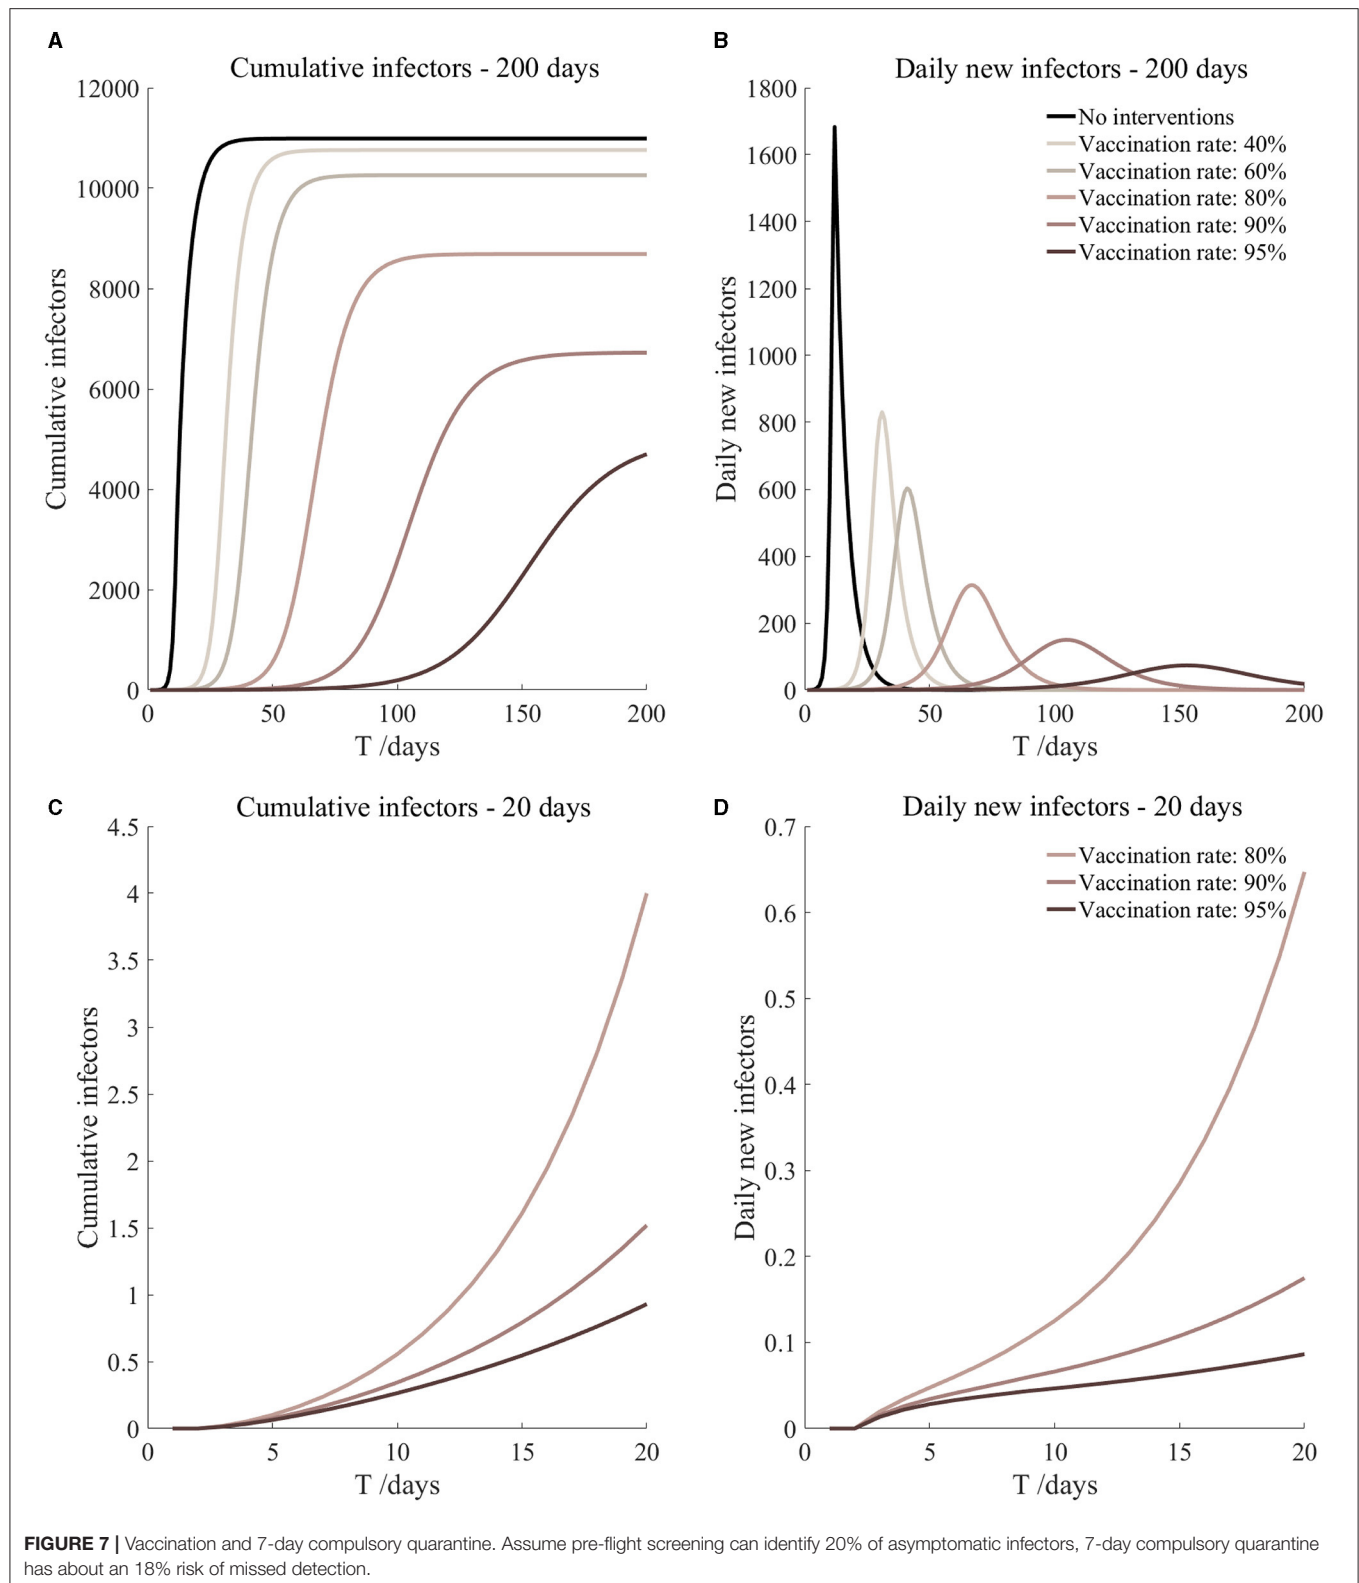 A
Cumulative infectors - 200 days
12000
10000
8000
6000
4000
2000
0
Cumulative infectors
0 50 100 150 200
T /days
B
Daily new infectors - 200 days
1800
1600
1400
1200
1000
800
600
400
200
0
Daily new infectors
No interventions
Vaccination rate: 40%
Vaccination rate: 60%
Vaccination rate: 80%
Vaccination rate: 90%
Vaccination rate: 95%
0 50 100 150 200
T /days
C
Cumulative infectors - 20 days
4.5
4
3.5
3
2.5
2
1.5
1
0.5
0
Cumulative infectors
0 5 10 15 20
T /days
D
Daily new infectors - 20 days
0.7
0.6
0.5
0.4
0.3
0.2
0.1
0
Daily new infectors
Vaccination rate: 80%
Vaccination rate: 90%
Vaccination rate: 95%
0 5 10 15 20
T /days
FIGURE 7 | Vaccination and 7-day compulsory quarantine. Assume pre-flight screening can identify 20% of asymptomatic infectors, 7-day compulsory quarantine
has about an 18% risk of missed detection.